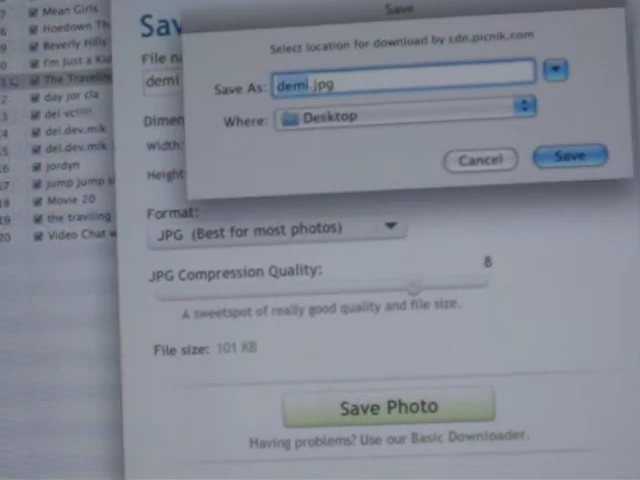 Mean Girls
Hoedown Th
Beverly Hills
I'm Just a Kid
The Traveling
day jor cla
del vc!!!!
del.dev.mik
del.dev.mik
jordyn
jump jump s
Movie 20
the traviling
Video Chat w
Sav
File na
demi
Dimen
Width:
Height
Save
Select location for download by cdn.picnik.com
Save As: demi.jpg
Where: Desktop
Cancel Save
Format:
JPG (Best for most photos)
JPG Compression Quality: 8
A sweetspot of really good quality and file size.
File size: 101 KB
Save Photo
Having problems? Use our Basic Downloader.